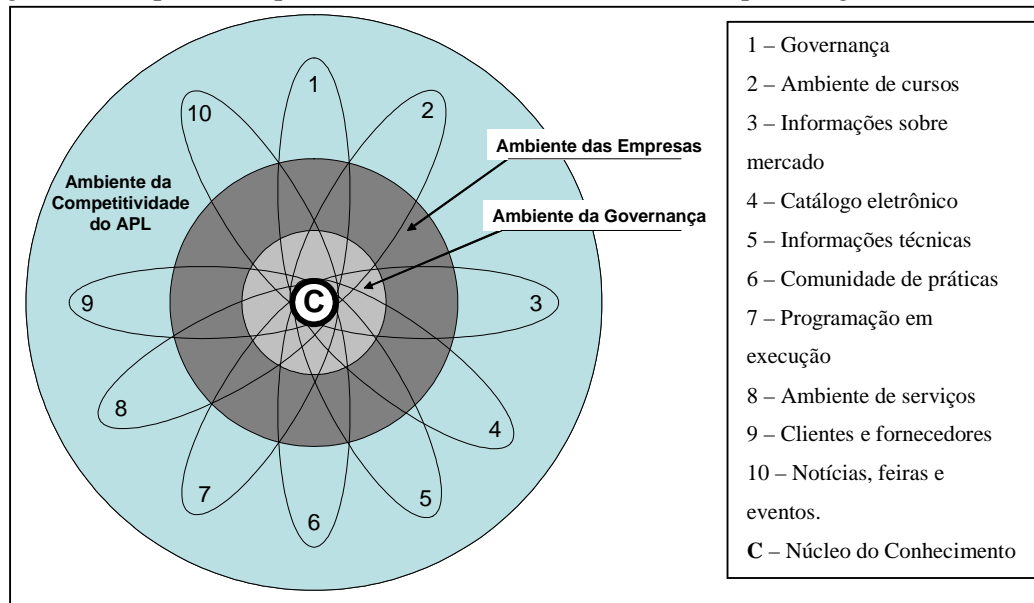 1
2
10
Ambiente das Empresas
Ambiente da
Competitividade
do APL
Ambiente da Governança
C
9
3
8
4
7
5
6
1 – Governança
2 – Ambiente de cursos
3 – Informações sobre
mercado
4 – Catálogo eletrônico
5 – Informações técnicas
6 – Comunidade de práticas
7 – Programação em
execução
8 – Ambiente de serviços
9 – Clientes e fornecedores
10 – Notícias, feiras e
eventos.
C – Núcleo do Conhecimento